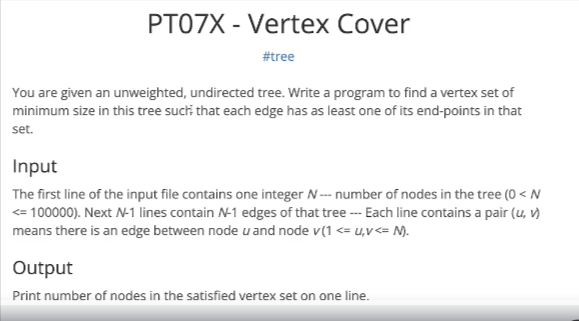 PT07X - Vertex Cover
#tree
You are given an unweighted, undirected tree. Write a program to find a vertex set of
minimum size in this tree such that each edge has as least one of its end-points in that
set.
Input
The first line of the input file contains one integer N --- number of nodes in the tree (0 < N
<= 100000). Next N-1 lines contain N-1 edges of that tree --- Each line contains a pair (u, v)
means there is an edge between node u and node v (1 <= u,v <= N).
Output
Print number of nodes in the satisfied vertex set on one line.